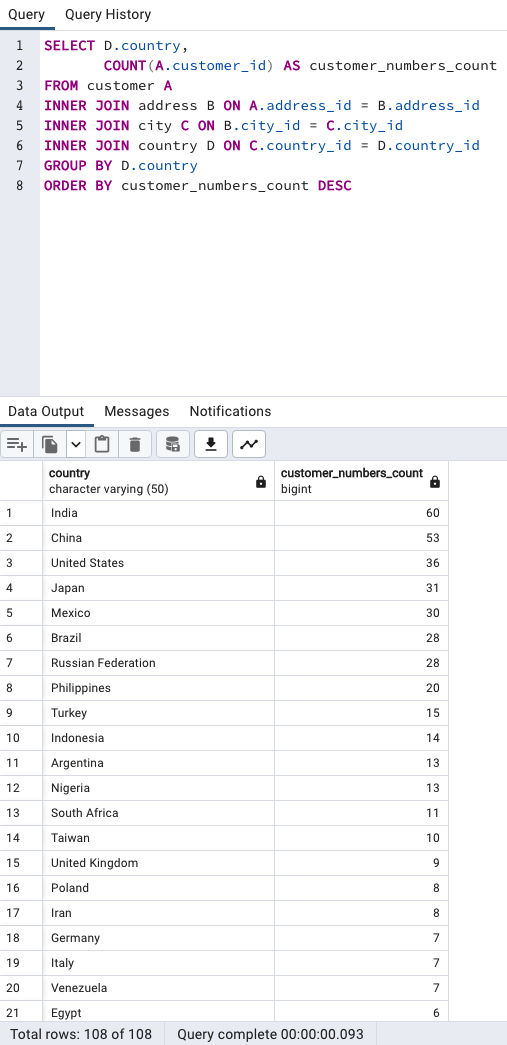 Query Query History
1 SELECT D.country,
2 COUNT(A.customer_id) AS customer_numbers_count
3 FROM customer A
4 INNER JOIN address B ON A.address_id = B.address_id
5 INNER JOIN city C ON B.city_id = C.city_id
6 INNER JOIN country D ON C.country_id = D.country_id
7 GROUP BY D.country
8 ORDER BY customer_numbers_count DESC
Data Output Messages Notifications
country customer_numbers_count
character varying (50) bigint
1 India 60
2 China 53
3 United States 36
4 Japan 31
5 Mexico 30
6 Brazil 28
7 Russian Federation 28
8 Philippines 20
9 Turkey 15
10 Indonesia 14
11 Argentina 13
12 Nigeria 13
13 South Africa 11
14 Taiwan 10
15 United Kingdom 9
16 Poland 8
17 Iran 8
18 Germany 7
19 Italy 7
20 Venezuela 7
21 Egypt 6
Total rows: 108 of 108 Query complete 00:00:00.093